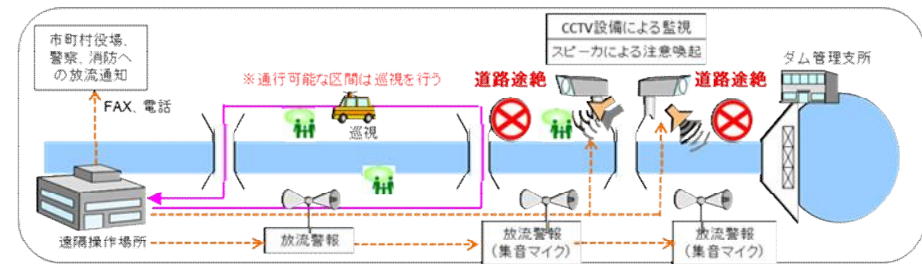 市町村役場、
警察、消防へ
の放流通知
FAX、電話
※通行可能な区間は巡視を行う
巡視
CCTV設備による監視
スピーカによる注意喚起
道路途絶
道路途絶
ダム管理支所
遠隔操作場所
放流警報
放流警報
(集音マイク)
放流警報
(集音マイク)